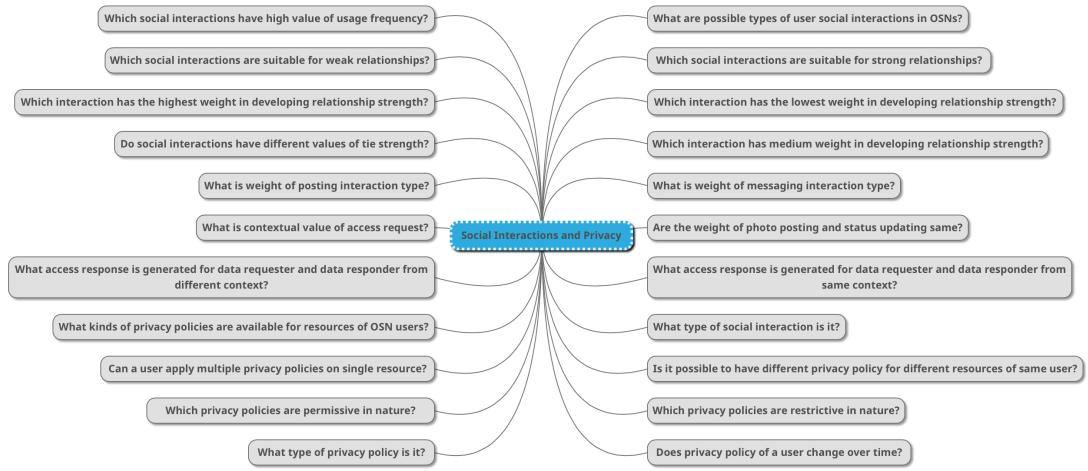 Which social interactions have high value of usage frequency?
What are possible types of user social interactions in OSNs?
Which social interactions are suitable for weak relationships?
Which social interactions are suitable for strong relationships?
Which interaction has the highest weight in developing relationship strength?
Which interaction has the lowest weight in developing relationship strength?
Do social interactions have different values of tie strength?
Which interaction has medium weight in developing relationship strength?
What is weight of posting interaction type?
What is weight of messaging interaction type?
What is contextual value of access request?
Social Interactions and Privacy
Are the weight of photo posting and status updating same?
What access response is generated for data requester and data responder from
different context?
What access response is generated for data requester and data responder from
same context?
What kinds of privacy policies are available for resources of OSN users?
What type of social interaction is it?
Can a user apply multiple privacy policies on single resource?
Is it possible to have different privacy policy for different resources of same user?
Which privacy policies are permissive in nature?
Which privacy policies are restrictive in nature?
What type of privacy policy is it?
Does privacy policy of a user change over time?